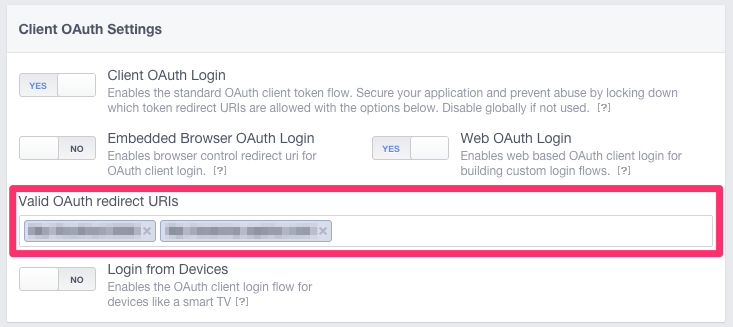 Client OAuth Settings
YES
Client OAuth Login
Enables the standard OAuth client token flow. Secure your application and prevent abuse by locking down
which token redirect URIs are allowed with the options below. Disable globally if not used. [?]
NO
Embedded Browser OAuth Login
Enables browser control redirect uri for
OAuth client login. [?]
YES
Web OAuth Login
Enables web based OAuth client login for
building custom login flows. [?]
Valid OAuth redirect URIs
NO
Login from Devices
Enables the OAuth client login flow for
devices like a smart TV [?]